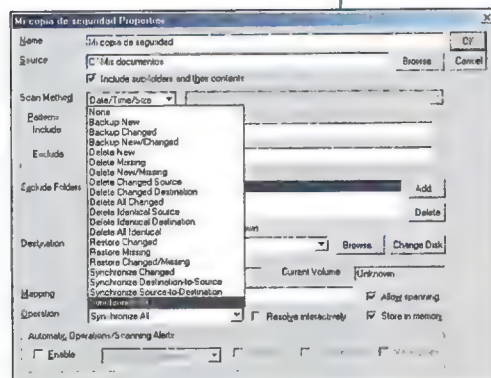 Mi copia de seguridad Properties
Name Mi copia de seguridad OK
Source C:\Mis documentos Browse Cancel
Include sub-folders and their contents
Scan Method Date/Time/Size
Patterns
Include
Exclude
None
Backup New
Backup Changed
Backup New/Changed
Delete New
Delete Missing
Delete New/Missing
Delete Changed Source
Delete Changed Destination
Delete All Changed
Delete Identical Source
Delete Identical Destination
Delete All Identical
Restore Changed
Restore Missing
Restore Changed/Missing
Synchronize Changed
Synchronize Destination-to-Source
Synchronize Source-to-Destination
Exclude Folders Add
Delete
Destination Browse Change Disk
Current Volume Unknown
Mapping Allow spanning
Operation Synchronize All Resolve interactively Store in memory
Automatic Operations/Scanning Alerts
Enable